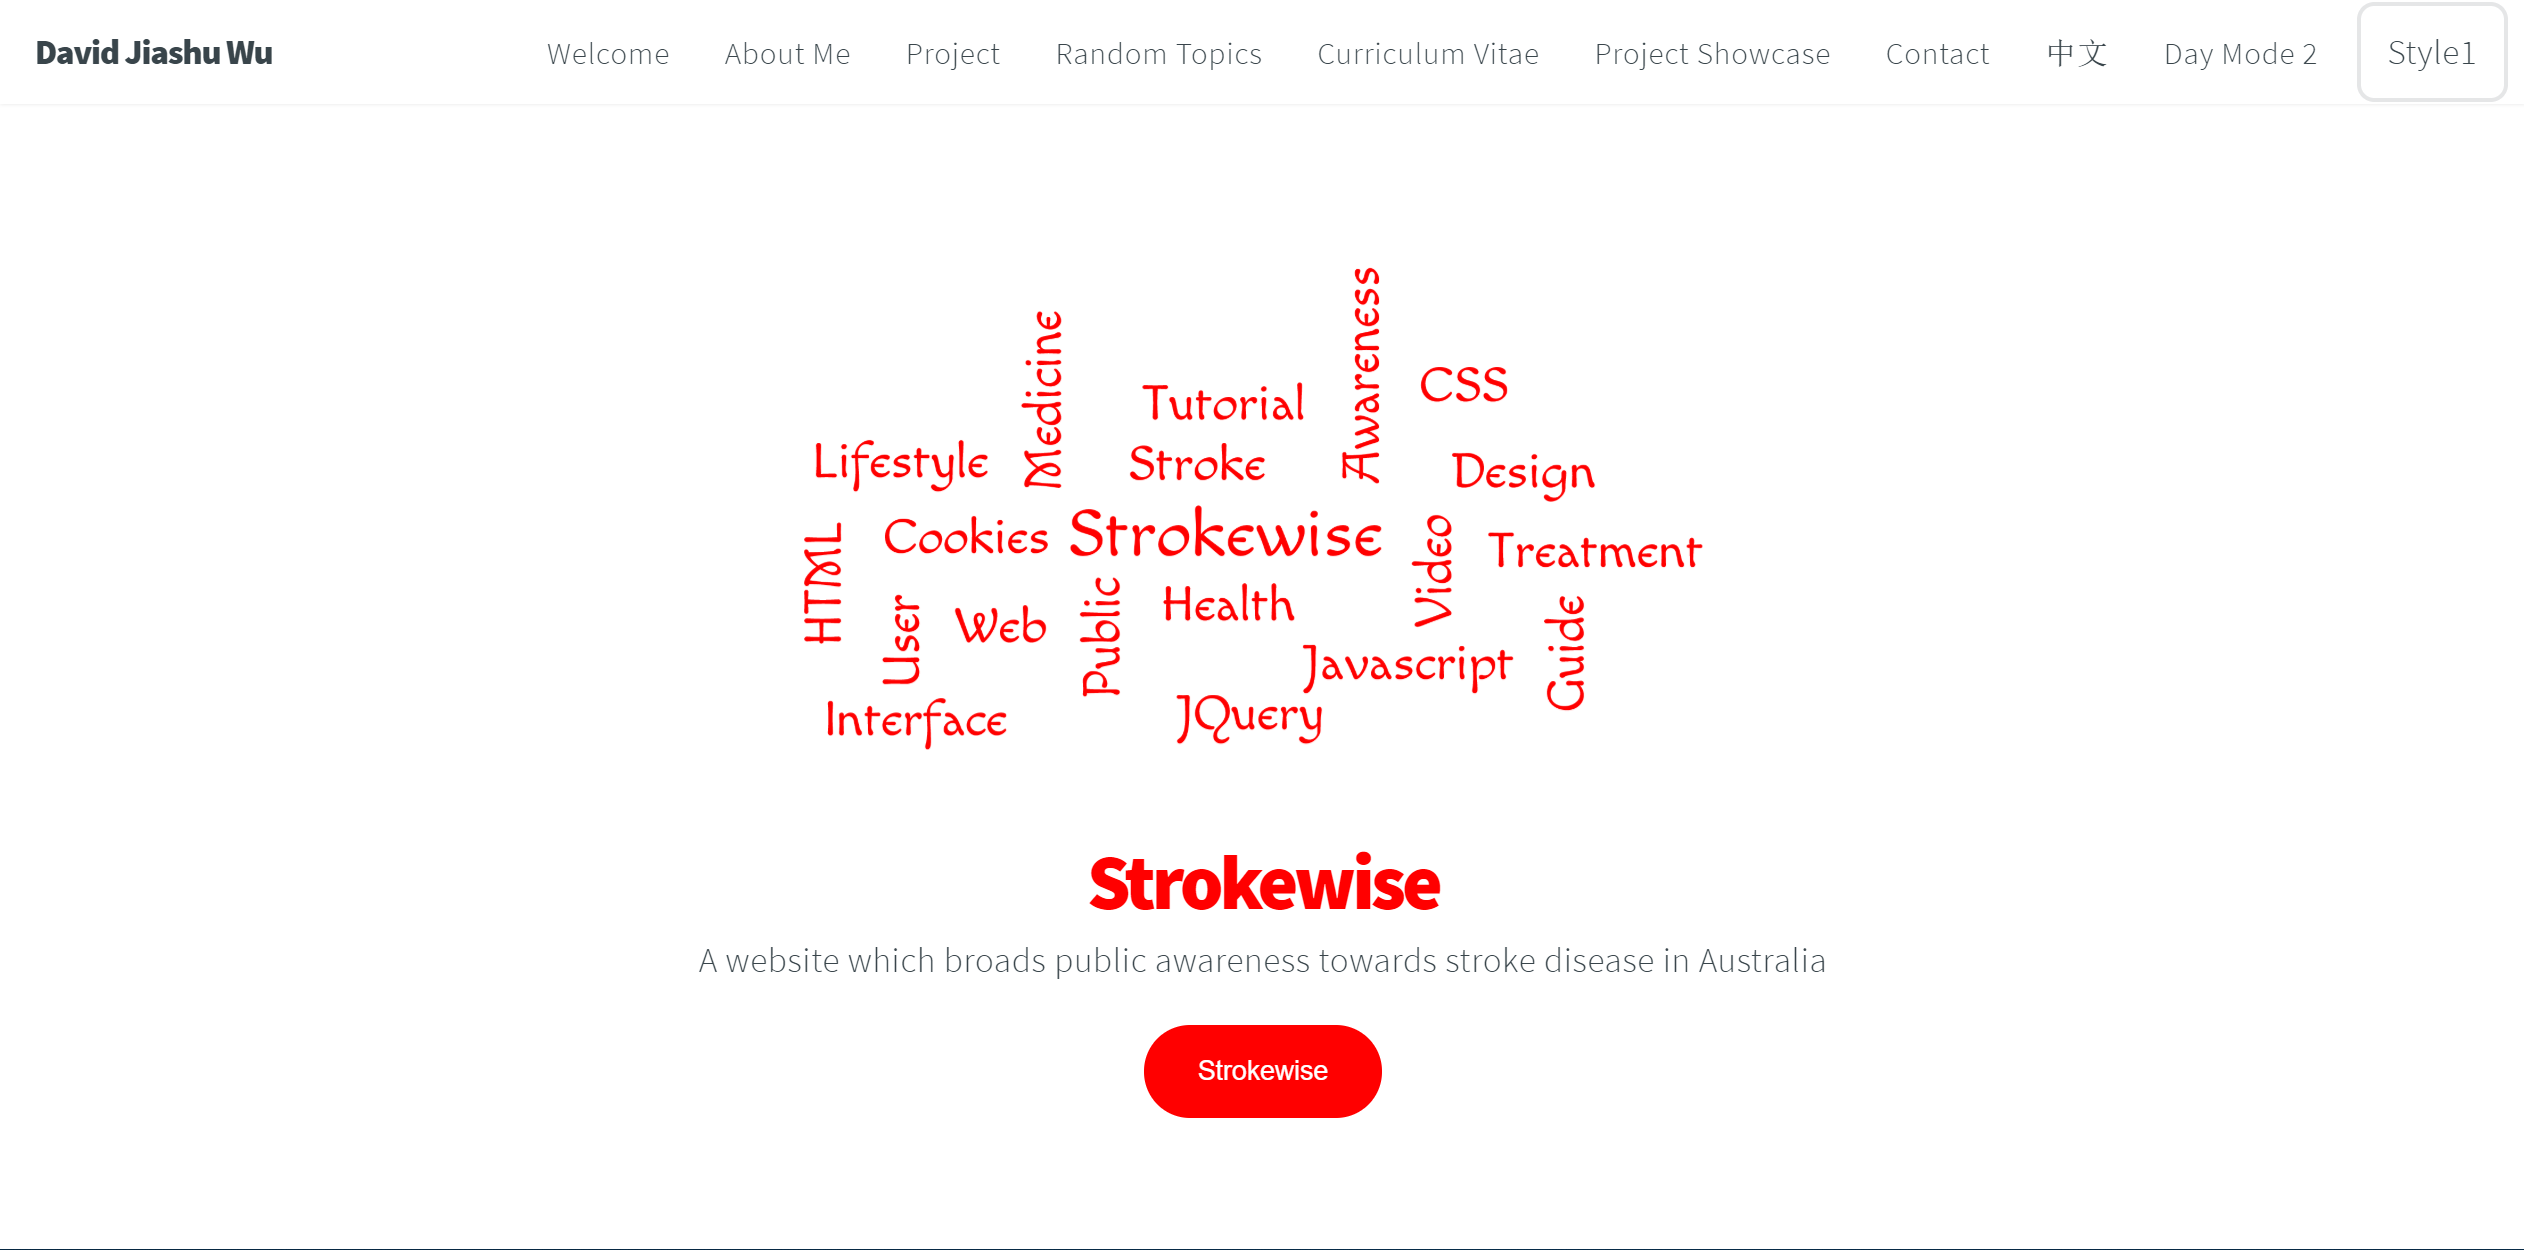 David Jiashu Wu
Welcome
About Me
Project
Random Topics
Curriculum Vitae
Project Showcase
Contact
中文
Day Mode 2
Style1
Awareness
Medicine
Tutorial
CSS
Lifestyle
Stroke
Design
Cookies
Strokewise
Video
Treatment
HTML
User
Web
Public
Health
Javascript
Guide
Interface
JQuery
Strokewise
A website which broads public awareness towards stroke disease in Australia
Strokewise